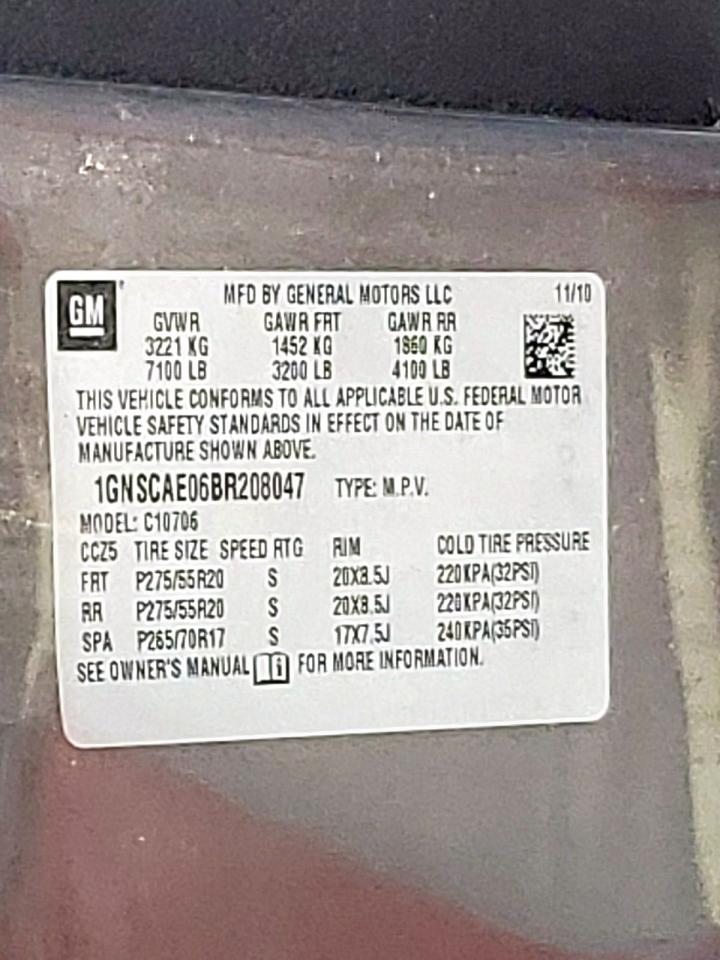 GM MFD BY GENERAL MOTORS LLC 11/10
GVWR GAWR FRT GAWR RR
3221 KG 1452 KG 1860 KG
7100 LB 3200 LB 4100 LB
THIS VEHICLE CONFORMS TO ALL APPLICABLE U.S. FEDERAL MOTOR
VEHICLE SAFETY STANDARDS IN EFFECT ON THE DATE OF
MANUFACTURE SHOWN ABOVE.
1GNSCAE06BR208047 TYPE: M.P.V.
MODEL: C10706
CCZ5 TIRE SIZE SPEED RTG RIM COLD TIRE PRESSURE
FRT P275/55R20 S 20X8.5J 220KPA(32PSI)
RR P275/55R20 S 20X8.5J 220KPA(32PSI)
SPA P265/70R17 S 17X7.5J 240KPA(35PSI)
SEE OWNER'S MANUAL FOR MORE INFORMATION.